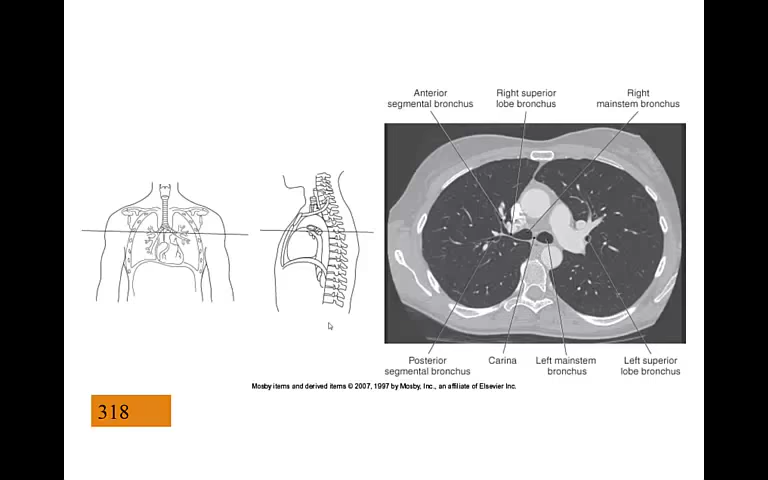 Anterior
segmental bronchus
Right superior
lobe bronchus
Right
mainstem bronchus
Posterior
segmental bronchus
Carina
Left mainstem
bronchus
Left superior
lobe bronchus
Mosby items and derived items © 2007, 1997 by Mosby, Inc., an affiliate of Elsevier Inc.
318